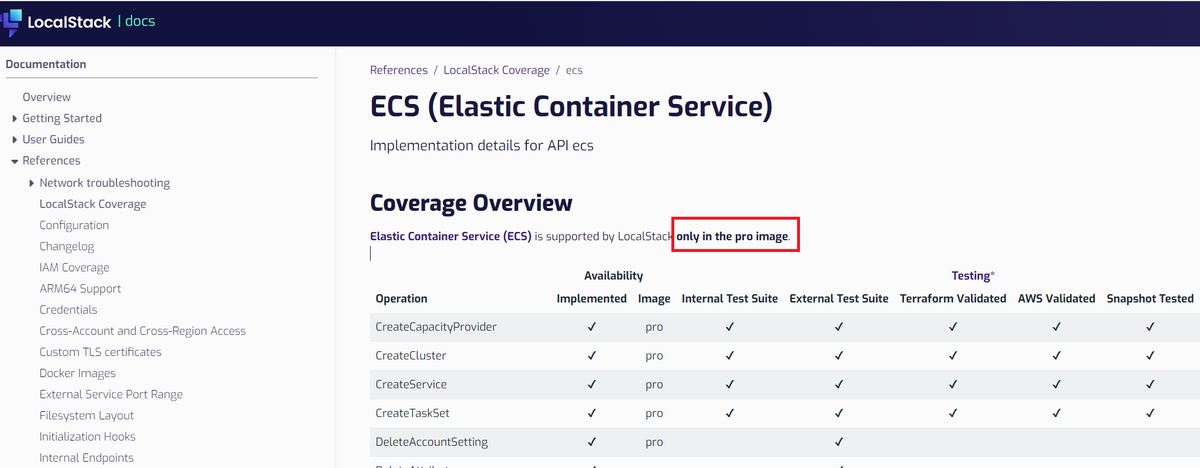 LocalStack | docs
Documentation
Overview
Getting Started
User Guides
References
Network troubleshooting
LocalStack Coverage
Configuration
Changelog
IAM Coverage
ARM64 Support
Credentials
Cross-Account and Cross-Region Access
Custom TLS certificates
Docker Images
External Service Port Range
Filesystem Layout
Initialization Hooks
Internal Endpoints
References / LocalStack Coverage / ecs
ECS (Elastic Container Service)
Implementation details for API ecs
Coverage Overview
Elastic Container Service (ECS) is supported by LocalStack only in the pro image.
Availability Testing*
Operation Implemented Image Internal Test Suite External Test Suite Terraform Validated AWS Validated Snapshot Tested
CreateCapacityProvider ✓ pro ✓ ✓ ✓ ✓ ✓
CreateCluster ✓ pro ✓ ✓ ✓ ✓ ✓
CreateService ✓ pro ✓ ✓ ✓ ✓ ✓
CreateTaskSet ✓ pro ✓ ✓ ✓ ✓ ✓
DeleteAccountSetting ✓ pro ✓